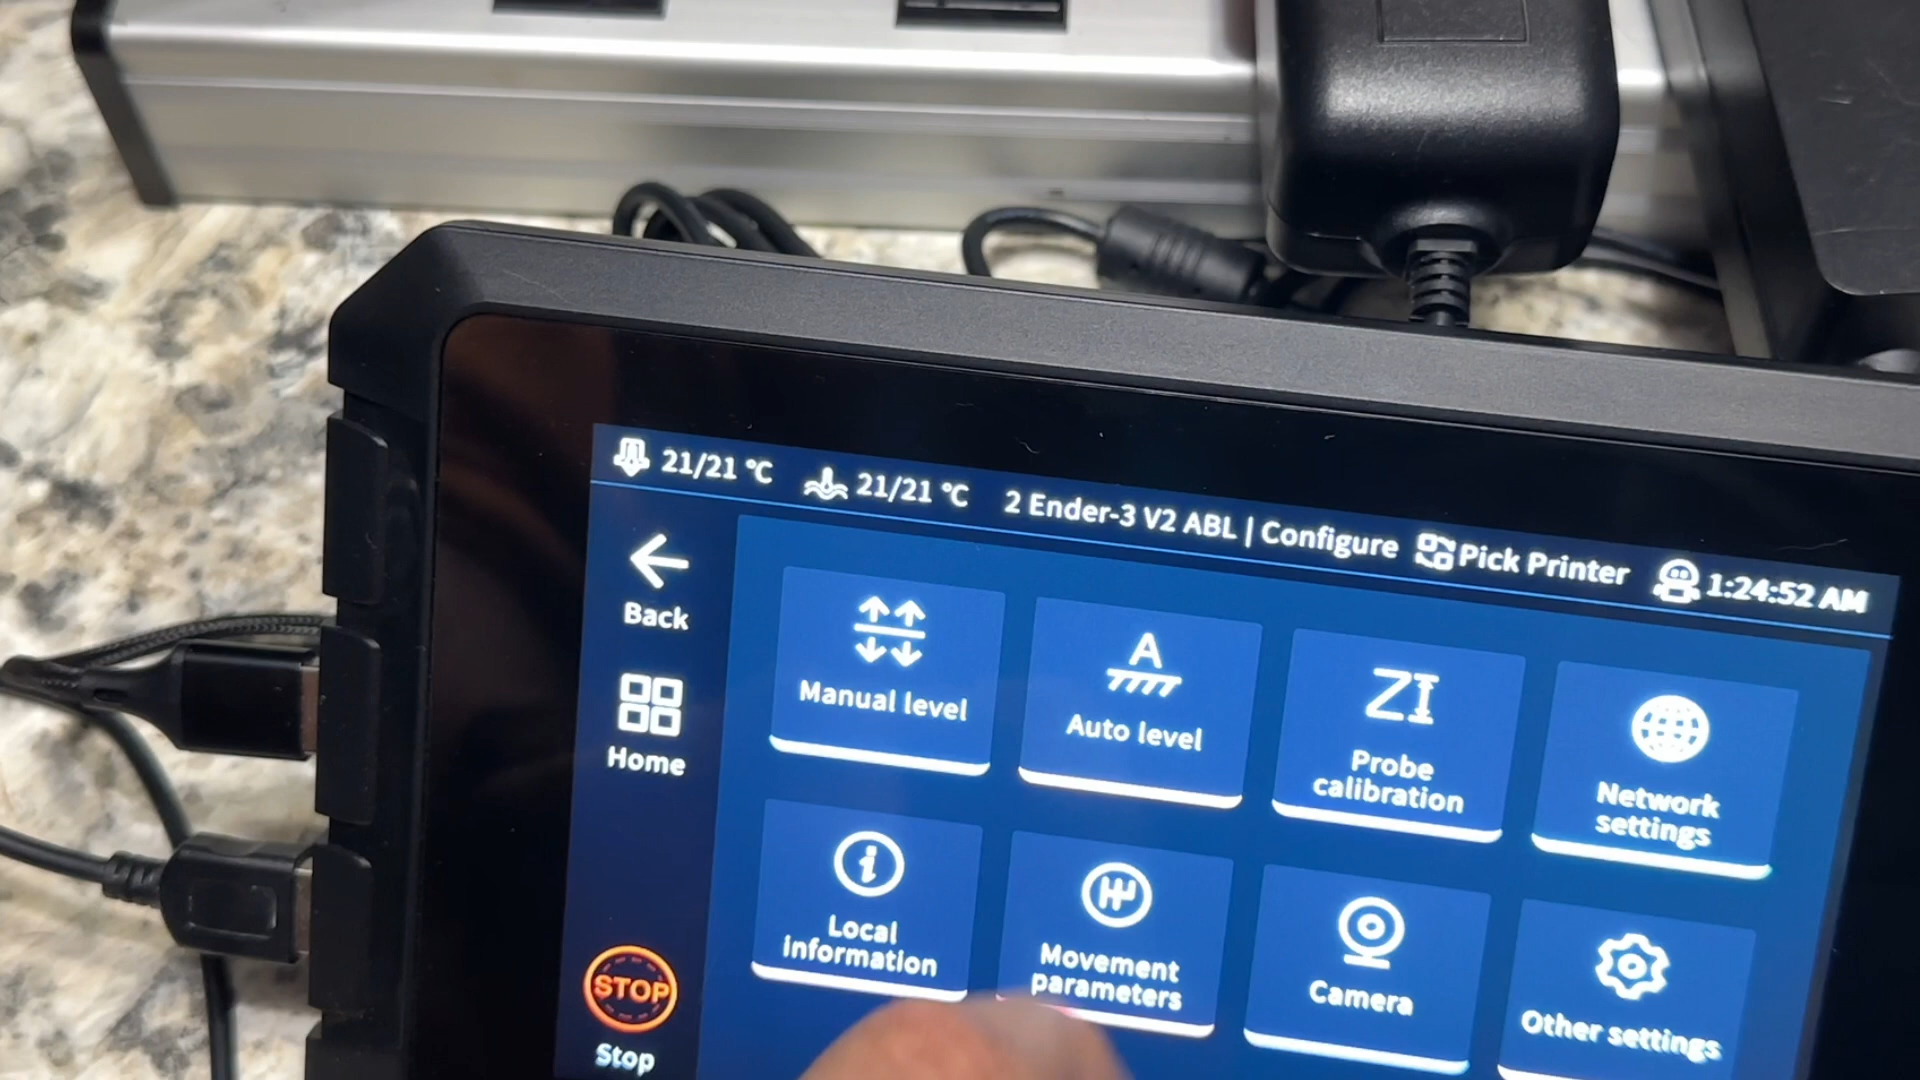 21/21 °C 21/21 °C 2 Ender-3 V2 ABL | Configure Pick Printer 1:24:52 AM
Back
Home
STOP
Stop
Manual level
A
Auto level
Z
Probe
calibration
Network
settings
i
Local
information
Movement
parameters
Camera
Other settings